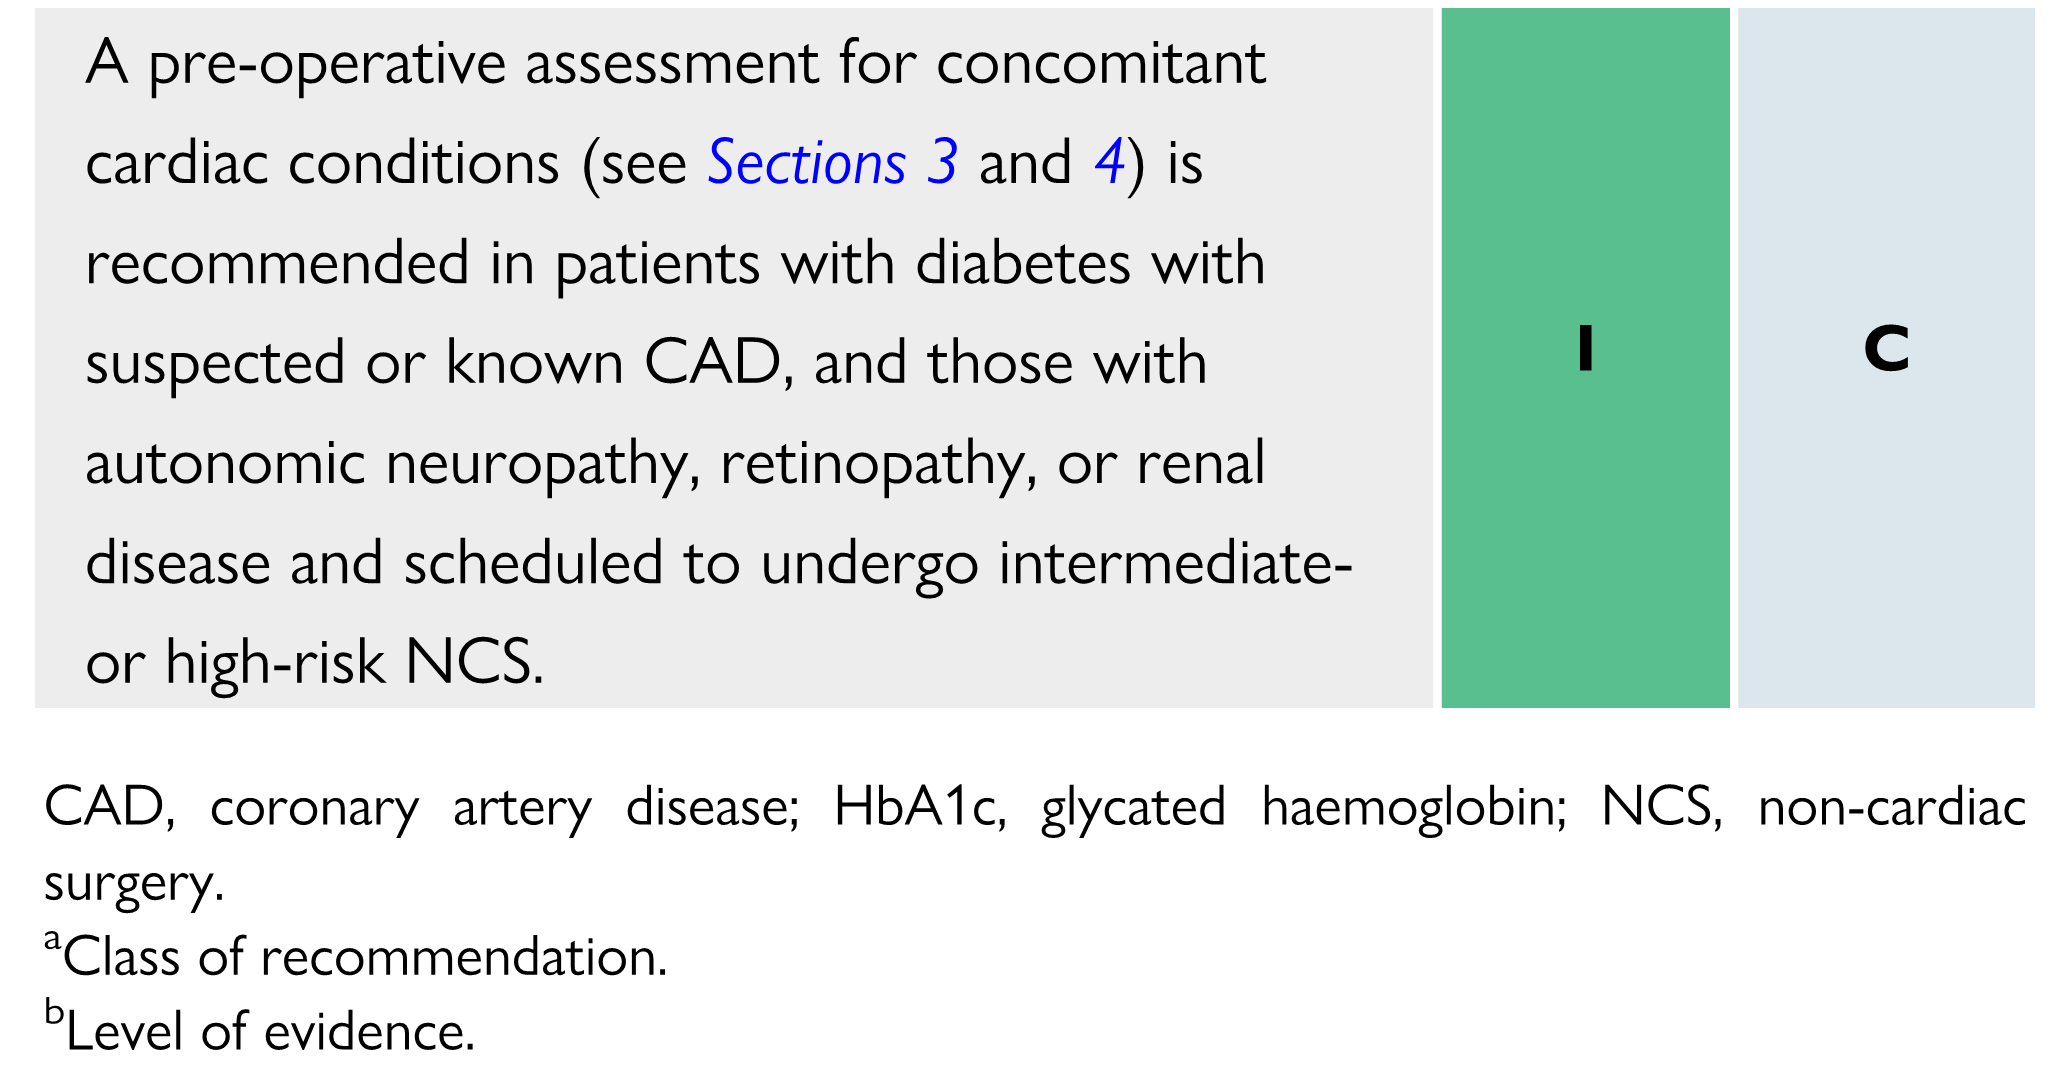 A pre-operative assessment for concomitant
cardiac conditions (see Sections 3 and 4) is
recommended in patients with diabetes with
suspected or known CAD, and those with
autonomic neuropathy, retinopathy, or renal
disease and scheduled to undergo intermediate-
or high-risk NCS.
I
C
CAD, coronary artery disease; HbA1c, glycated haemoglobin; NCS, non-cardiac
surgery.
aClass of recommendation.
bLevel of evidence.